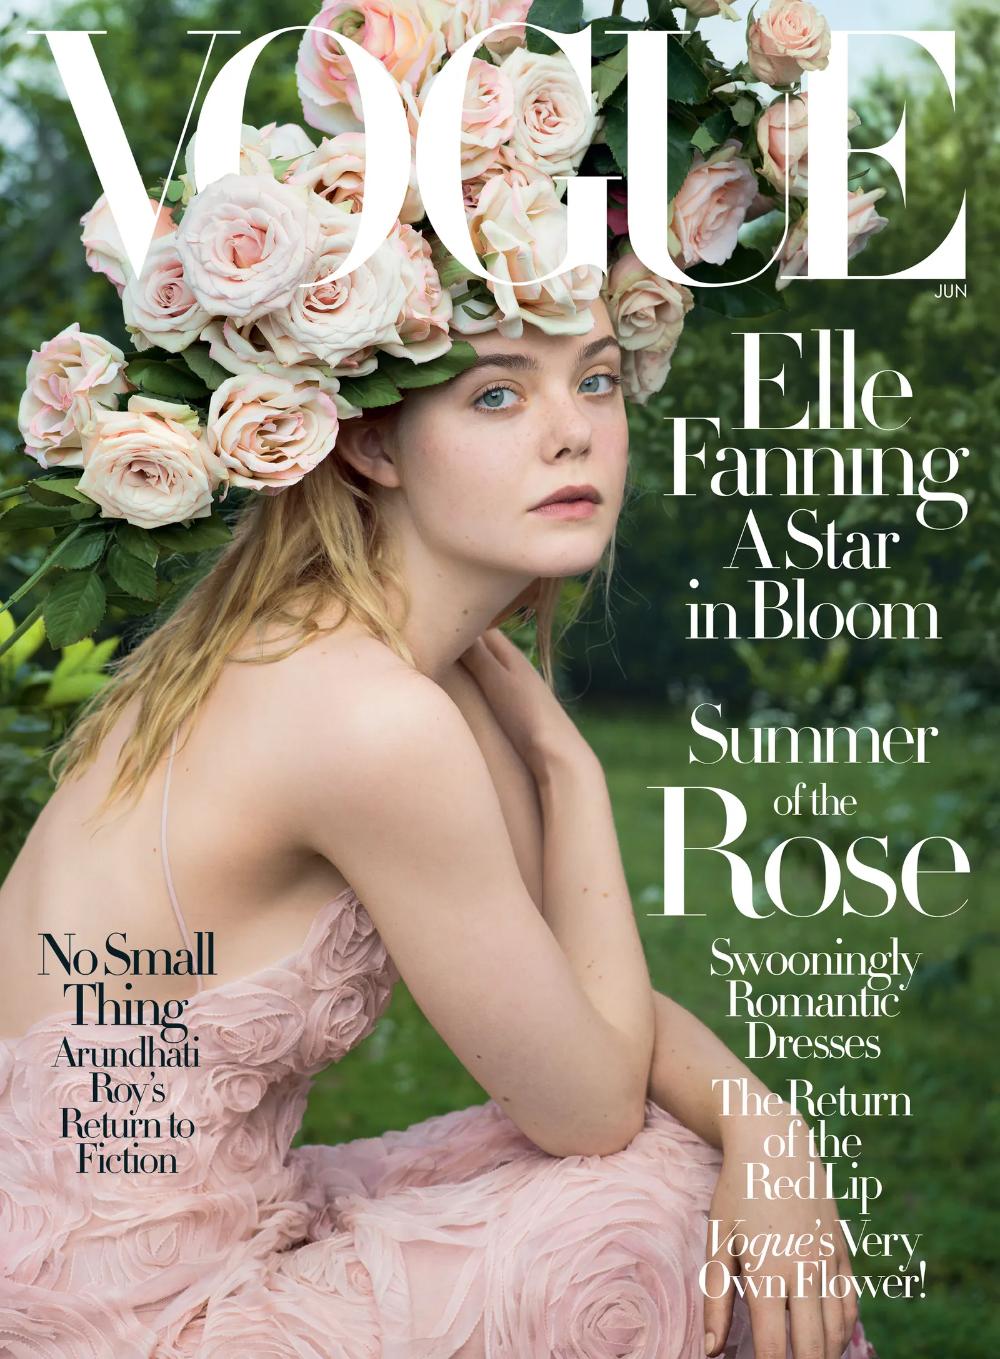 VOGUE
JUN
Elle
Fanning
A Star
in Bloom
Summer
of the
Rose
Swooningly
Romantic
Dresses
The Return
of the
Red Lip
Vogue's Very
Own Flower!
No Small
Thing
Arundhati
Roy's
Return to
Fiction